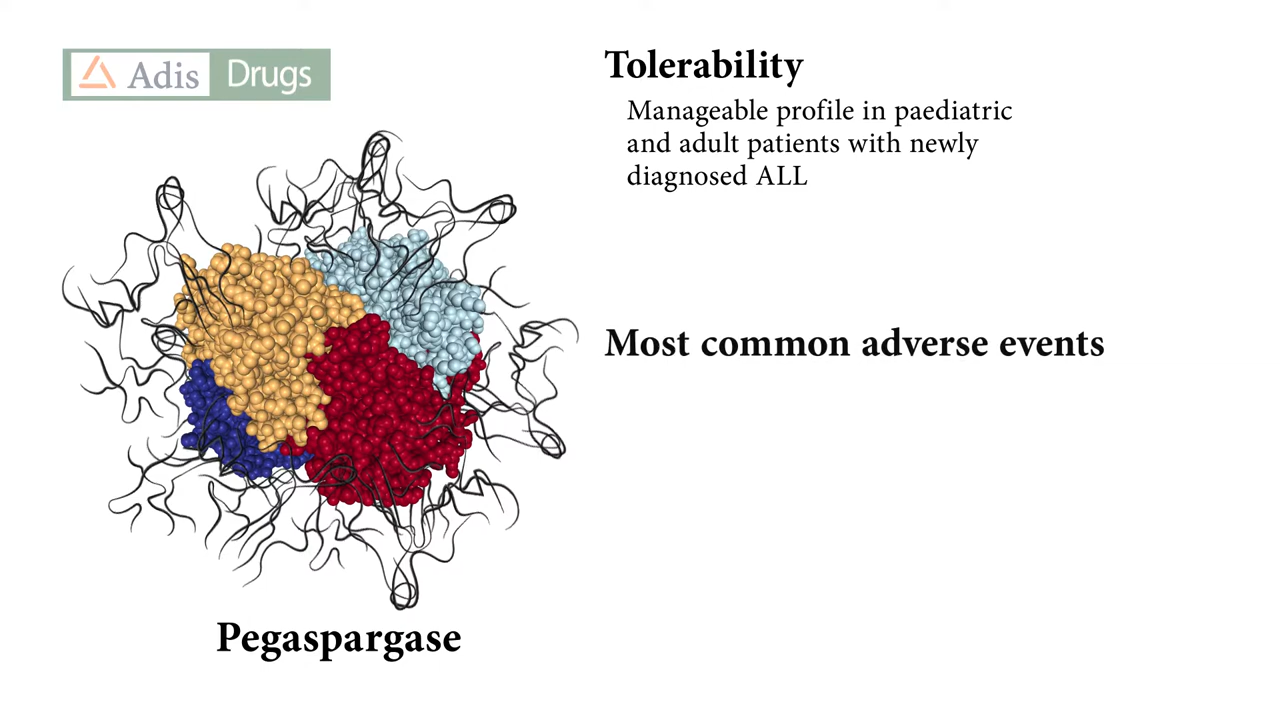 Adis Drugs
Tolerability
Manageable profile in paediatric
and adult patients with newly
diagnosed ALL
Most common adverse events
Pegaspargase